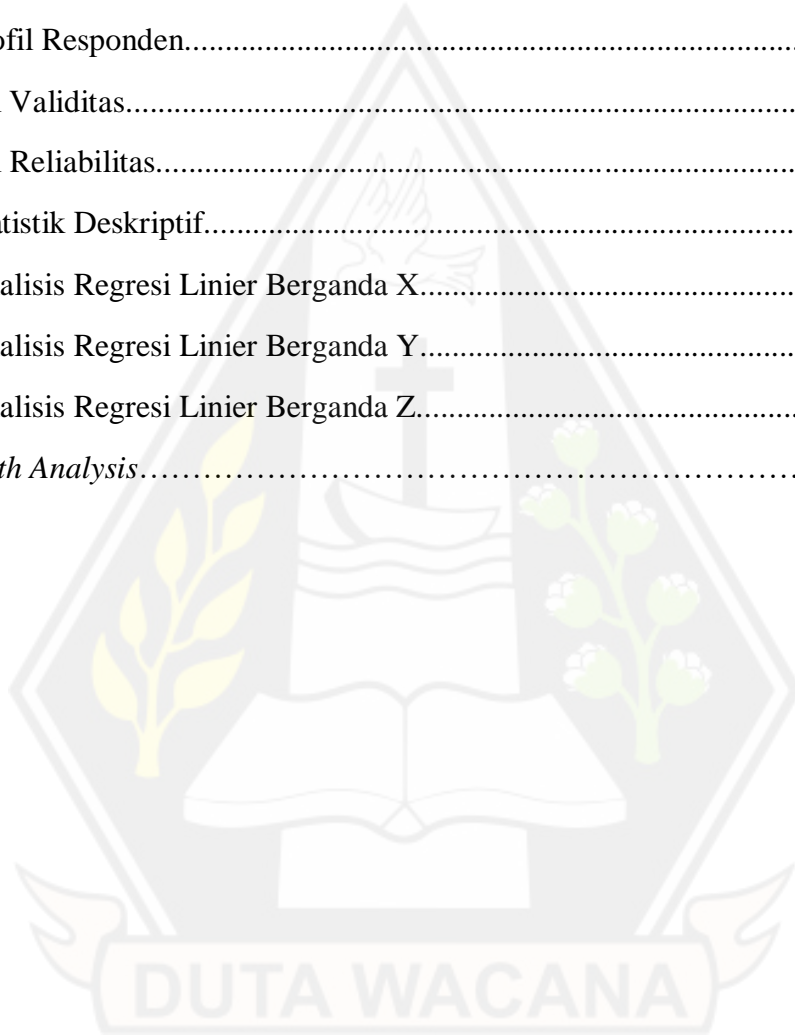 ofil Responden................................................................................
Validitas................................................................................
Reliabilitas................................................................................
atistik Deskriptif................................................................................
alisis Regresi Linier Berganda X................................................................................
alisis Regresi Linier Berganda Y................................................................................
alisis Regresi Linier Berganda Z................................................................................
th Analysis................................................................................
DUTA WACANA